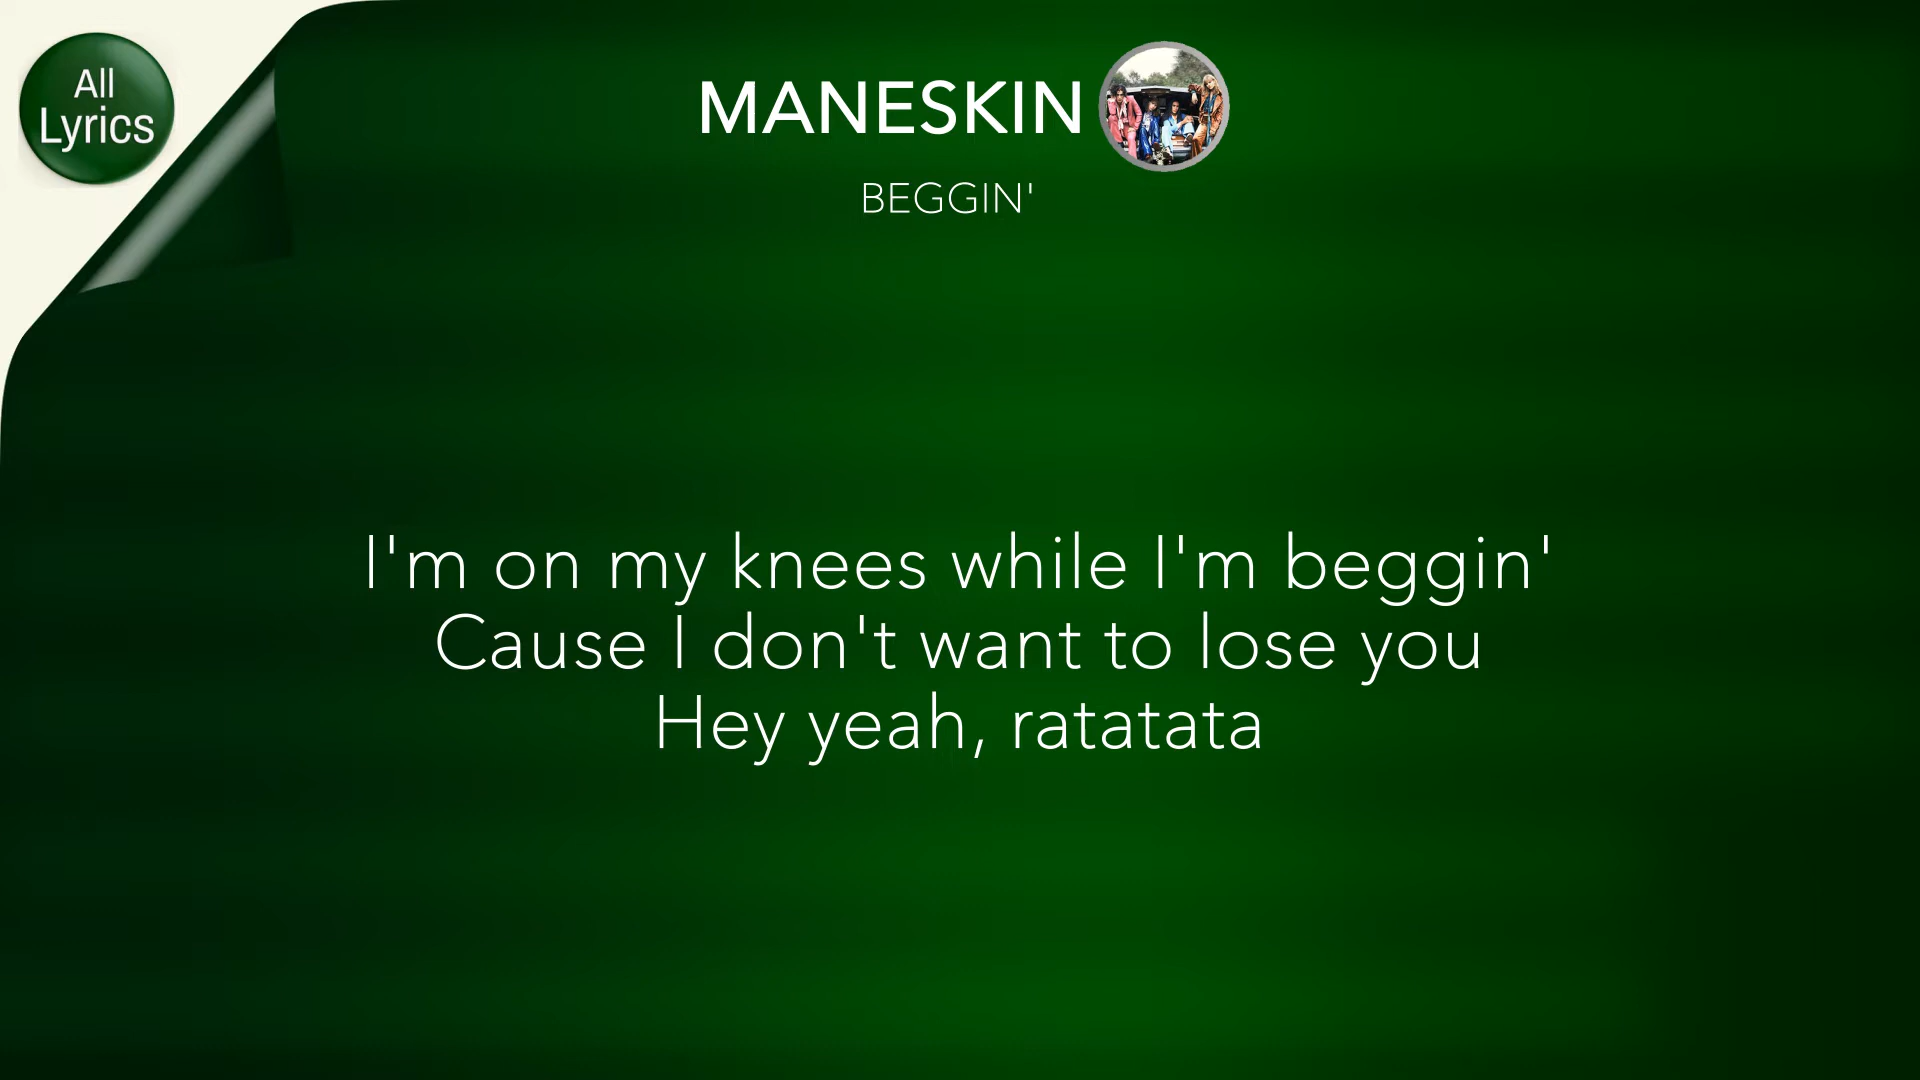 All
Lyrics
MANESKIN
BEGGIN'
I'm on my knees while I'm beggin'
Cause I don't want to lose you
Hey yeah, ratatata